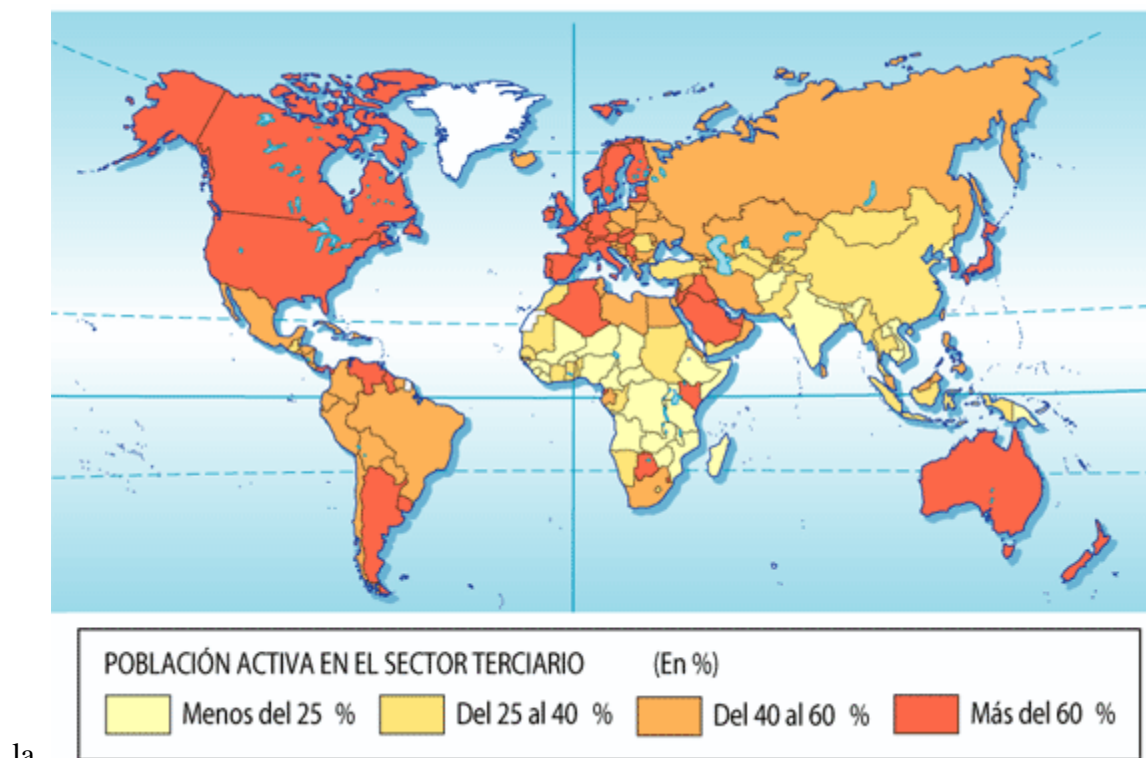 POBLACIÓN ACTIVA EN EL SECTOR TERCIARIO (En %)
Menos del 25 % Del 25 al 40 % Del 40 al 60 % Más del 60 %
la